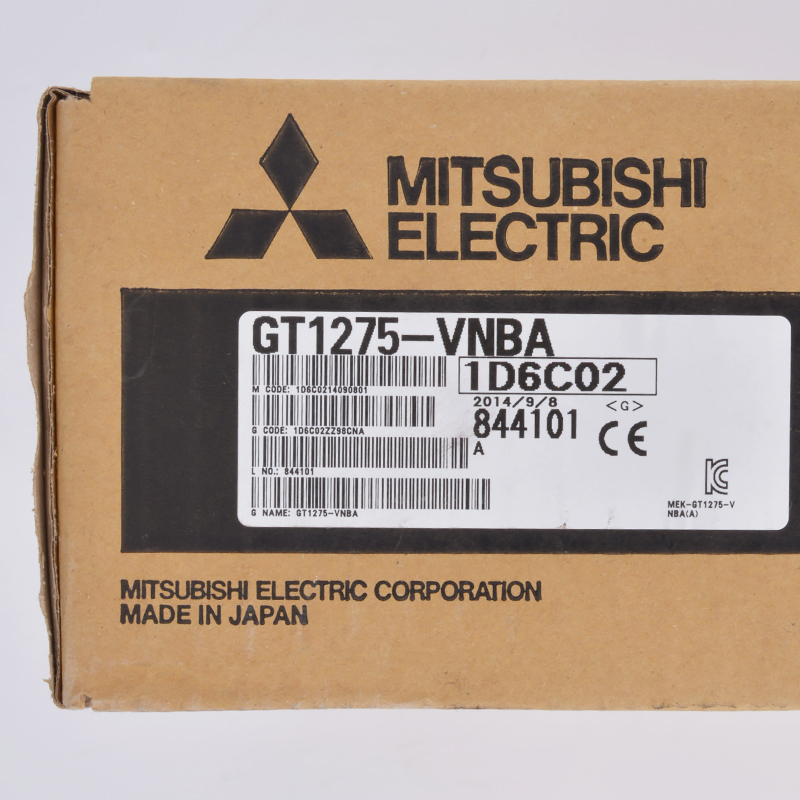 MITSUBISHI
ELECTRIC
GT1275-VNBA
1D6C02
M CODE: 1D6C0214090801
2014/9/8 <G>
844101
G CODE: 1D6C02ZZ98CNA
A
CE
L NO.: 844101
G NAME: GT1275-VNBA
MEK-GT1275-V
NBA(A)
MITSUBISHI ELECTRIC CORPORATION
MADE IN JAPAN